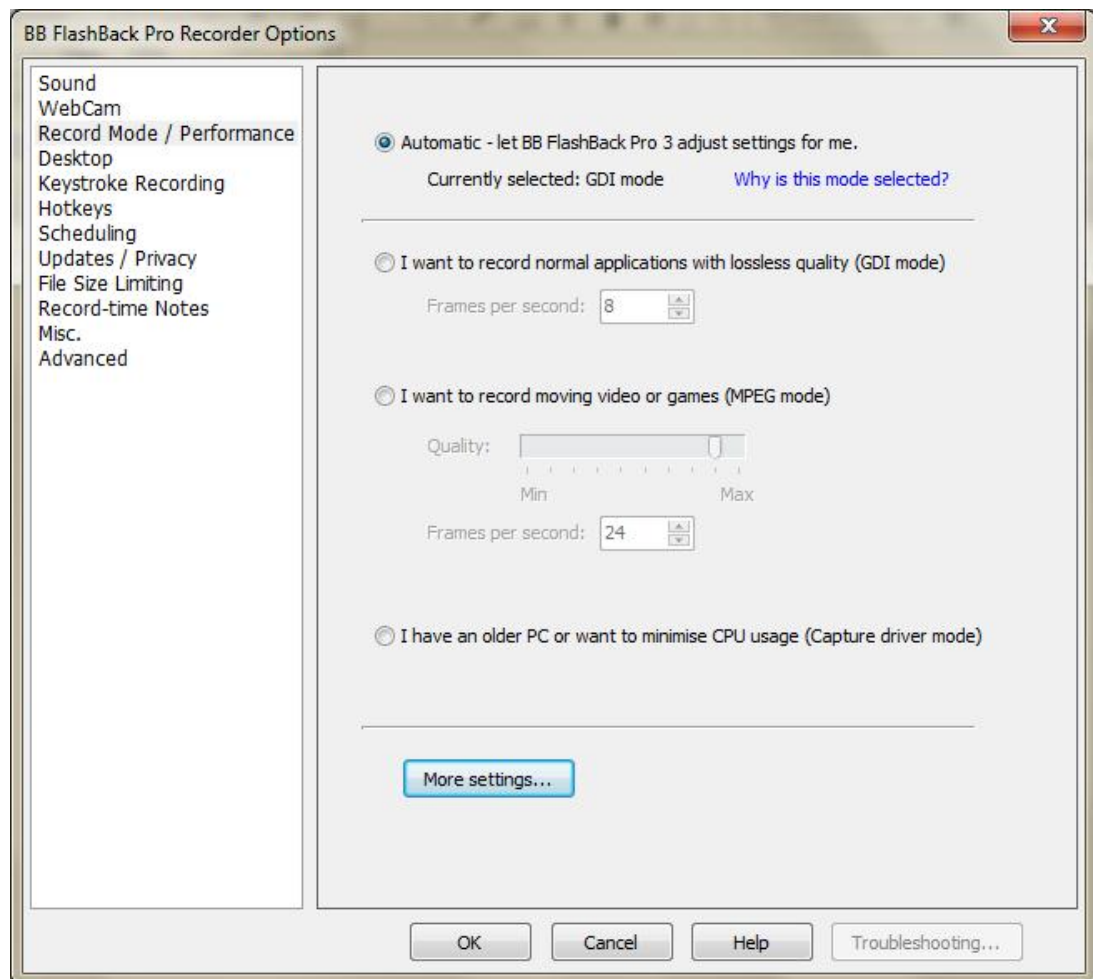 BB FlashBack Pro Recorder Options
Sound
WebCam
Record Mode / Performance
Desktop
Keystroke Recording
Hotkeys
Scheduling
Updates / Privacy
File Size Limiting
Record-time Notes
Misc.
Advanced
Automatic - let BB FlashBack Pro 3 adjust settings for me.
Currently selected: GDI mode Why is this mode selected?
I want to record normal applications with lossless quality (GDI mode)
Frames per second: 8
I want to record moving video or games (MPEG mode)
Quality:
Min Max
Frames per second: 24
I have an older PC or want to minimise CPU usage (Capture driver mode)
More settings...
OK Cancel Help Troubleshooting...